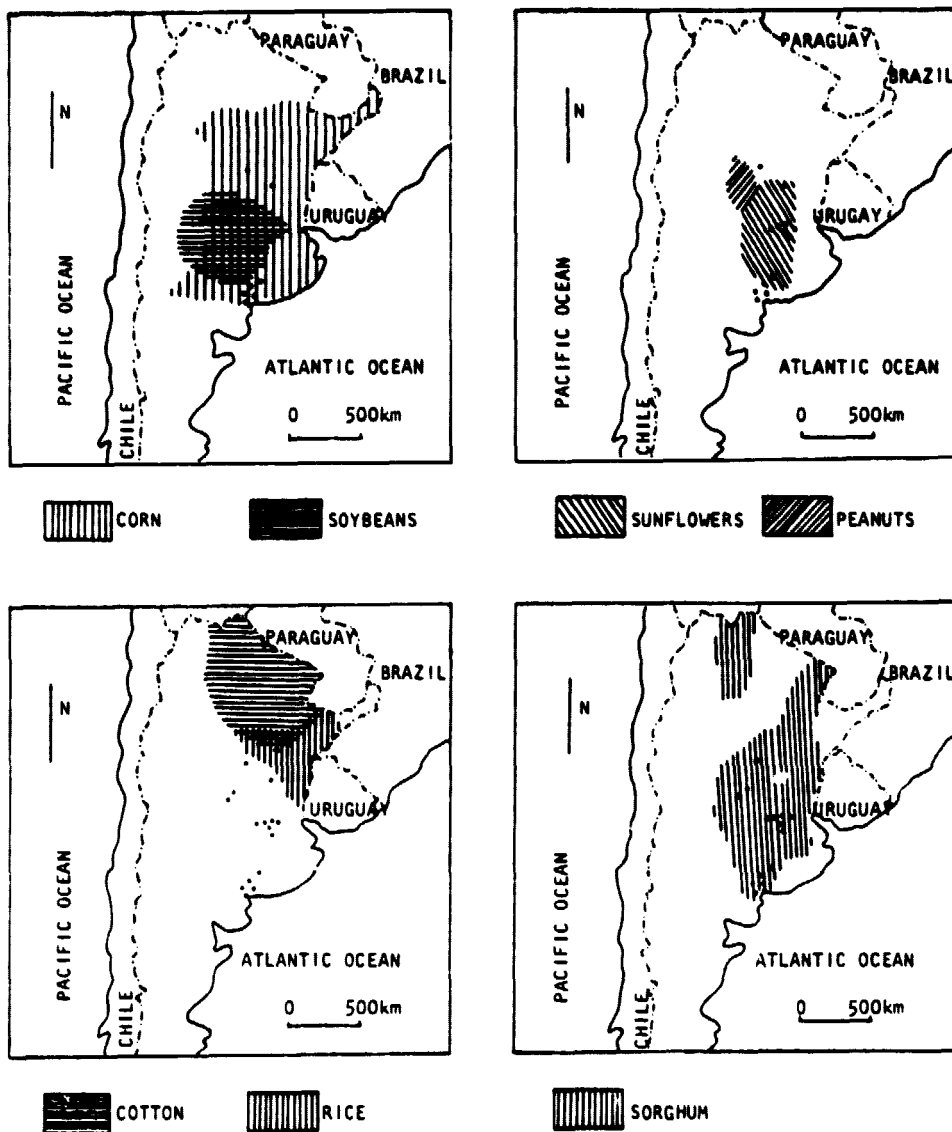 PARAGUAY
BRAZIL
N
URUGUAY
PACIFIC OCEAN
ATLANTIC OCEAN
0 500km
CHILE
CORN SOYBEANS
PARAGUAY
BRAZIL
N
URUGAY
PACIFIC OCEAN
ATLANTIC OCEAN
0 500km
CHILE
SUNFLOWERS PEANUTS
PARAGUAY
BRAZIL
N
URUGUAY
PACIFIC OCEAN
ATLANTIC OCEAN
0 500km
CHILE
COTTON RICE
PARAGUAY
BRAZIL
N
URUGUAY
PACIFIC OCEAN
ATLANTIC OCEAN
0 500km
CHILE
SORGHUM